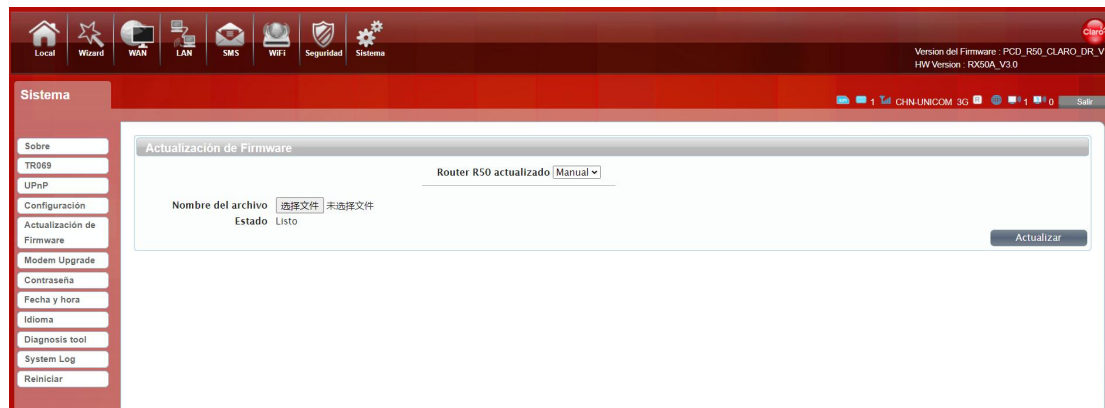 Local Wizard WAN LAN SMS WiFi Seguridad Sistema
Claro
Version del Firmware : PCD_R50_CLARO_DR_V
HW Version : RX50A_V3.0
Sistema
1 CHN-UNICOM 3G 1 0 Salir
Sobre
TR069
UPnP
Configuración
Actualización de
Firmware
Modem Upgrade
Contraseña
Fecha y hora
Idioma
Diagnosis tool
System Log
Reiniciar
Actualización de Firmware
Router R50 actualizado Manual
Nombre del archivo 选择文件 未选择文件
Estado Listo
Actualizar